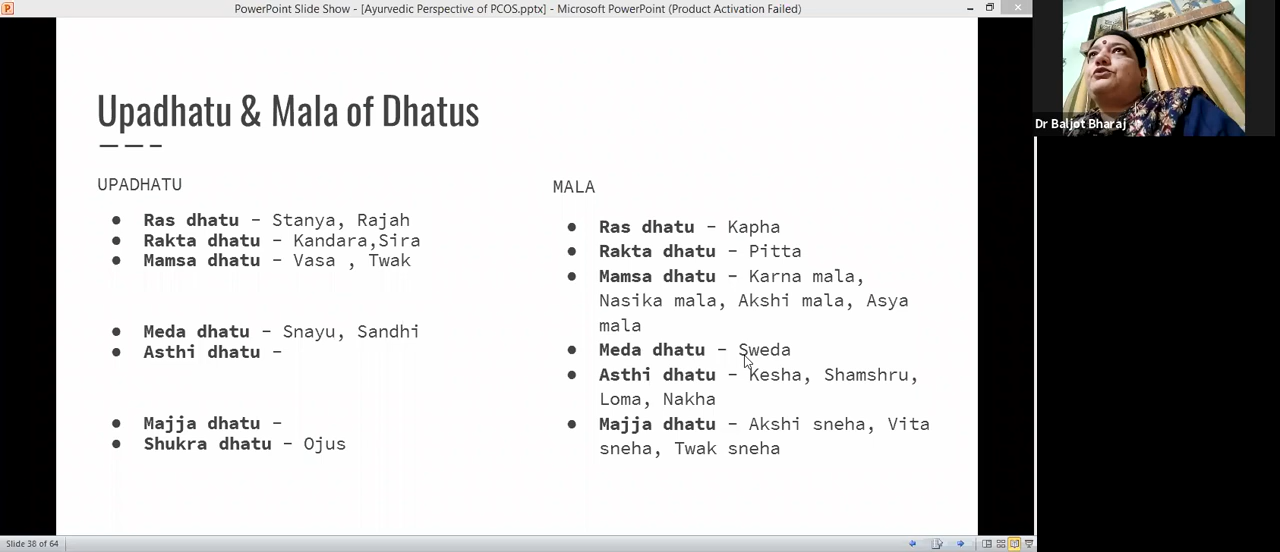 PowerPoint Slide Show - [Ayurvedic Perspective of PCOS.pptx] - Microsoft PowerPoint (Product Activation Failed)
Dr Baljot Bharaj
Upadhatu & Mala of Dhatus
UPADHATU
● Ras dhatu – Stanya, Rajah
● Rakta dhatu – Kandara,Sira
● Mamsa dhatu – Vasa , Twak
● Meda dhatu – Snayu, Sandhi
● Asthi dhatu –
● Majja dhatu –
● Shukra dhatu – Ojus
MALA
● Ras dhatu – Kapha
● Rakta dhatu – Pitta
● Mamsa dhatu – Karna mala,
Nasika mala, Akshi mala, Asya
mala
● Meda dhatu – Sweda
● Asthi dhatu – Kesha, Shamshru,
Loma, Nakha
● Majja dhatu – Akshi sneha, Vita
sneha, Twak sneha
Slide 38 of 64